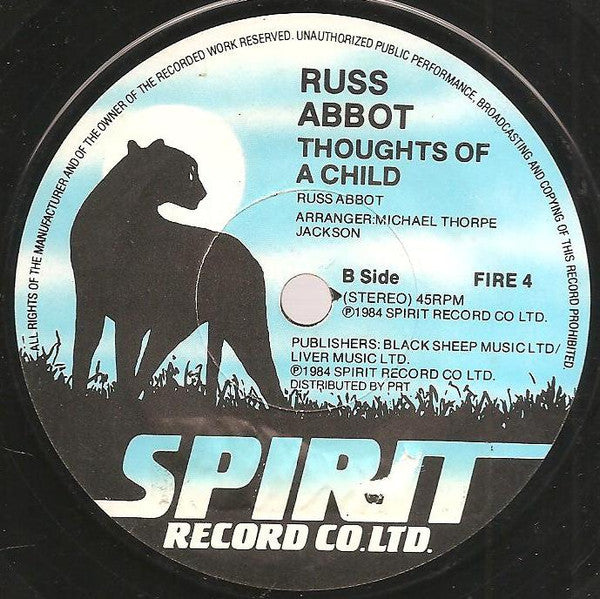 ALL RIGHTS OF THE MANUFACTURER AND OF THE OWNER OF THE RECORDED WORK RESERVED. UNAUTHORIZED PUBLIC PERFORMANCE, BROADCASTING AND COPYING OF THIS RECORD PROHIBITED.
RUSS
ABBOT
THOUGHTS OF
A CHILD
RUSS ABBOT
ARRANGER:MICHAEL THORPE
JACKSON
B Side FIRE 4
(STEREO) 45RPM
℗1984 SPIRIT RECORD CO LTD.
PUBLISHERS: BLACK SHEEP MUSIC LTD/
LIVER MUSIC LTD.
℗1984 SPIRIT RECORD CO LTD.
DISTRIBUTED BY PRT
SPIRIT
RECORD CO.LTD.